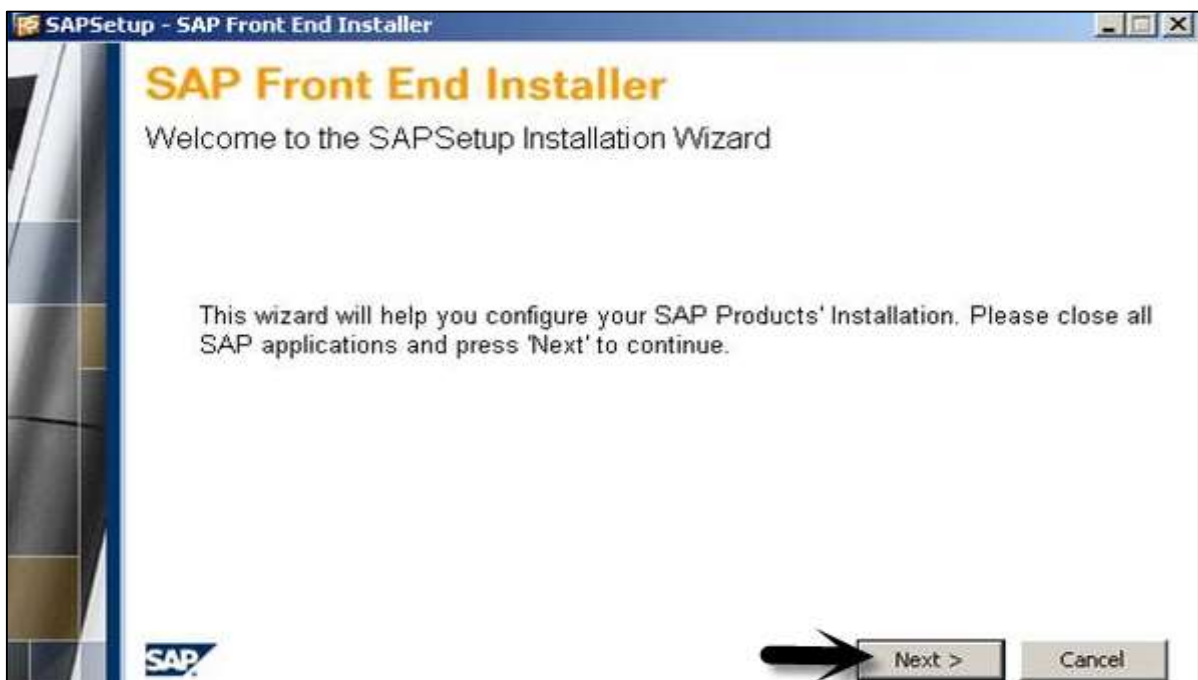 SAPSetup - SAP Front End Installer
SAP Front End Installer
Welcome to the SAPSetup Installation Wizard
This wizard will help you configure your SAP Products' Installation. Please close all
SAP applications and press 'Next' to continue.
SAP
Next >
Cancel